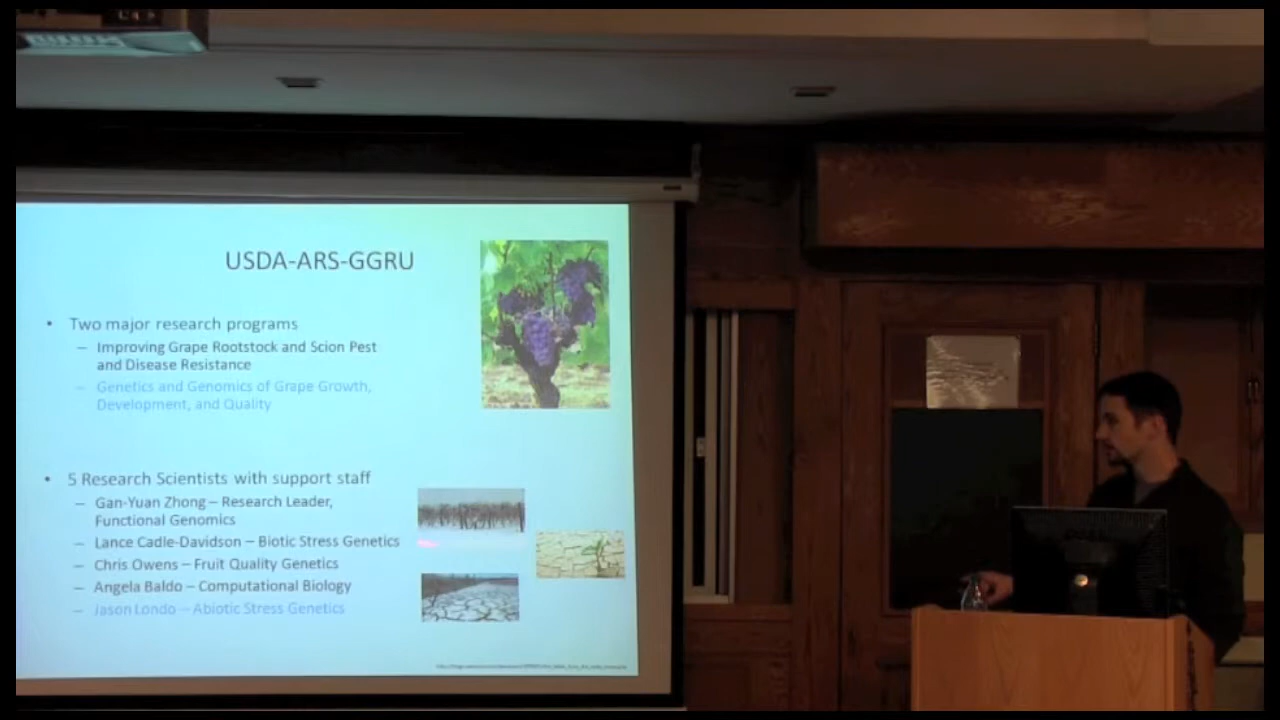 USDA-ARS-GGRU
• Two major research programs
– Improving Grape Rootstock and Scion Pest
and Disease Resistance
– Genetics and Genomics of Grape Growth,
Development, and Quality
• 5 Research Scientists with support staff
– Gan-Yuan Zhong – Research Leader,
Functional Genomics
– Lance Cadle-Davidson – Biotic Stress Genetics
– Chris Owens – Fruit Quality Genetics
– Angela Baldo – Computational Biology
– Jason Londo – Abiotic Stress Genetics